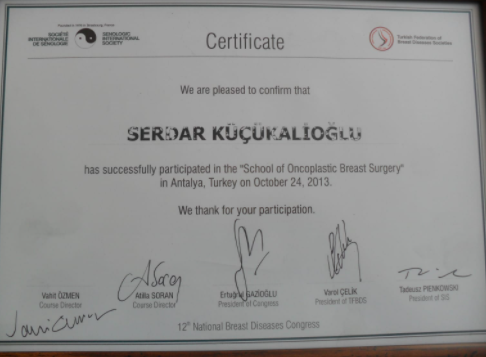 SOCIÉTÉ
INTERNATIONALE
DE SÉNOLOGIE
SENOLOGIC
INTERNATIONAL
SOCIETY
Certificate
Turkish Federation of
Breast Diseases Societies
We are pleased to confirm that
SERDAR KÜÇÜKALİOĞLU
has successfully participated in the "School of Oncoplastic Breast Surgery"
in Antalya, Turkey on October 24, 2013.
We thank for your participation.
Vahit ÖZMEN
Course Director
Atilla SORAN
Course Director
Ertuğrul GAZİOĞLU
President of Congress
Varol ÇELİK
President of TFBDS
Tadeusz PIENKOWSKI
President of SIS
12th National Breast Diseases Congress